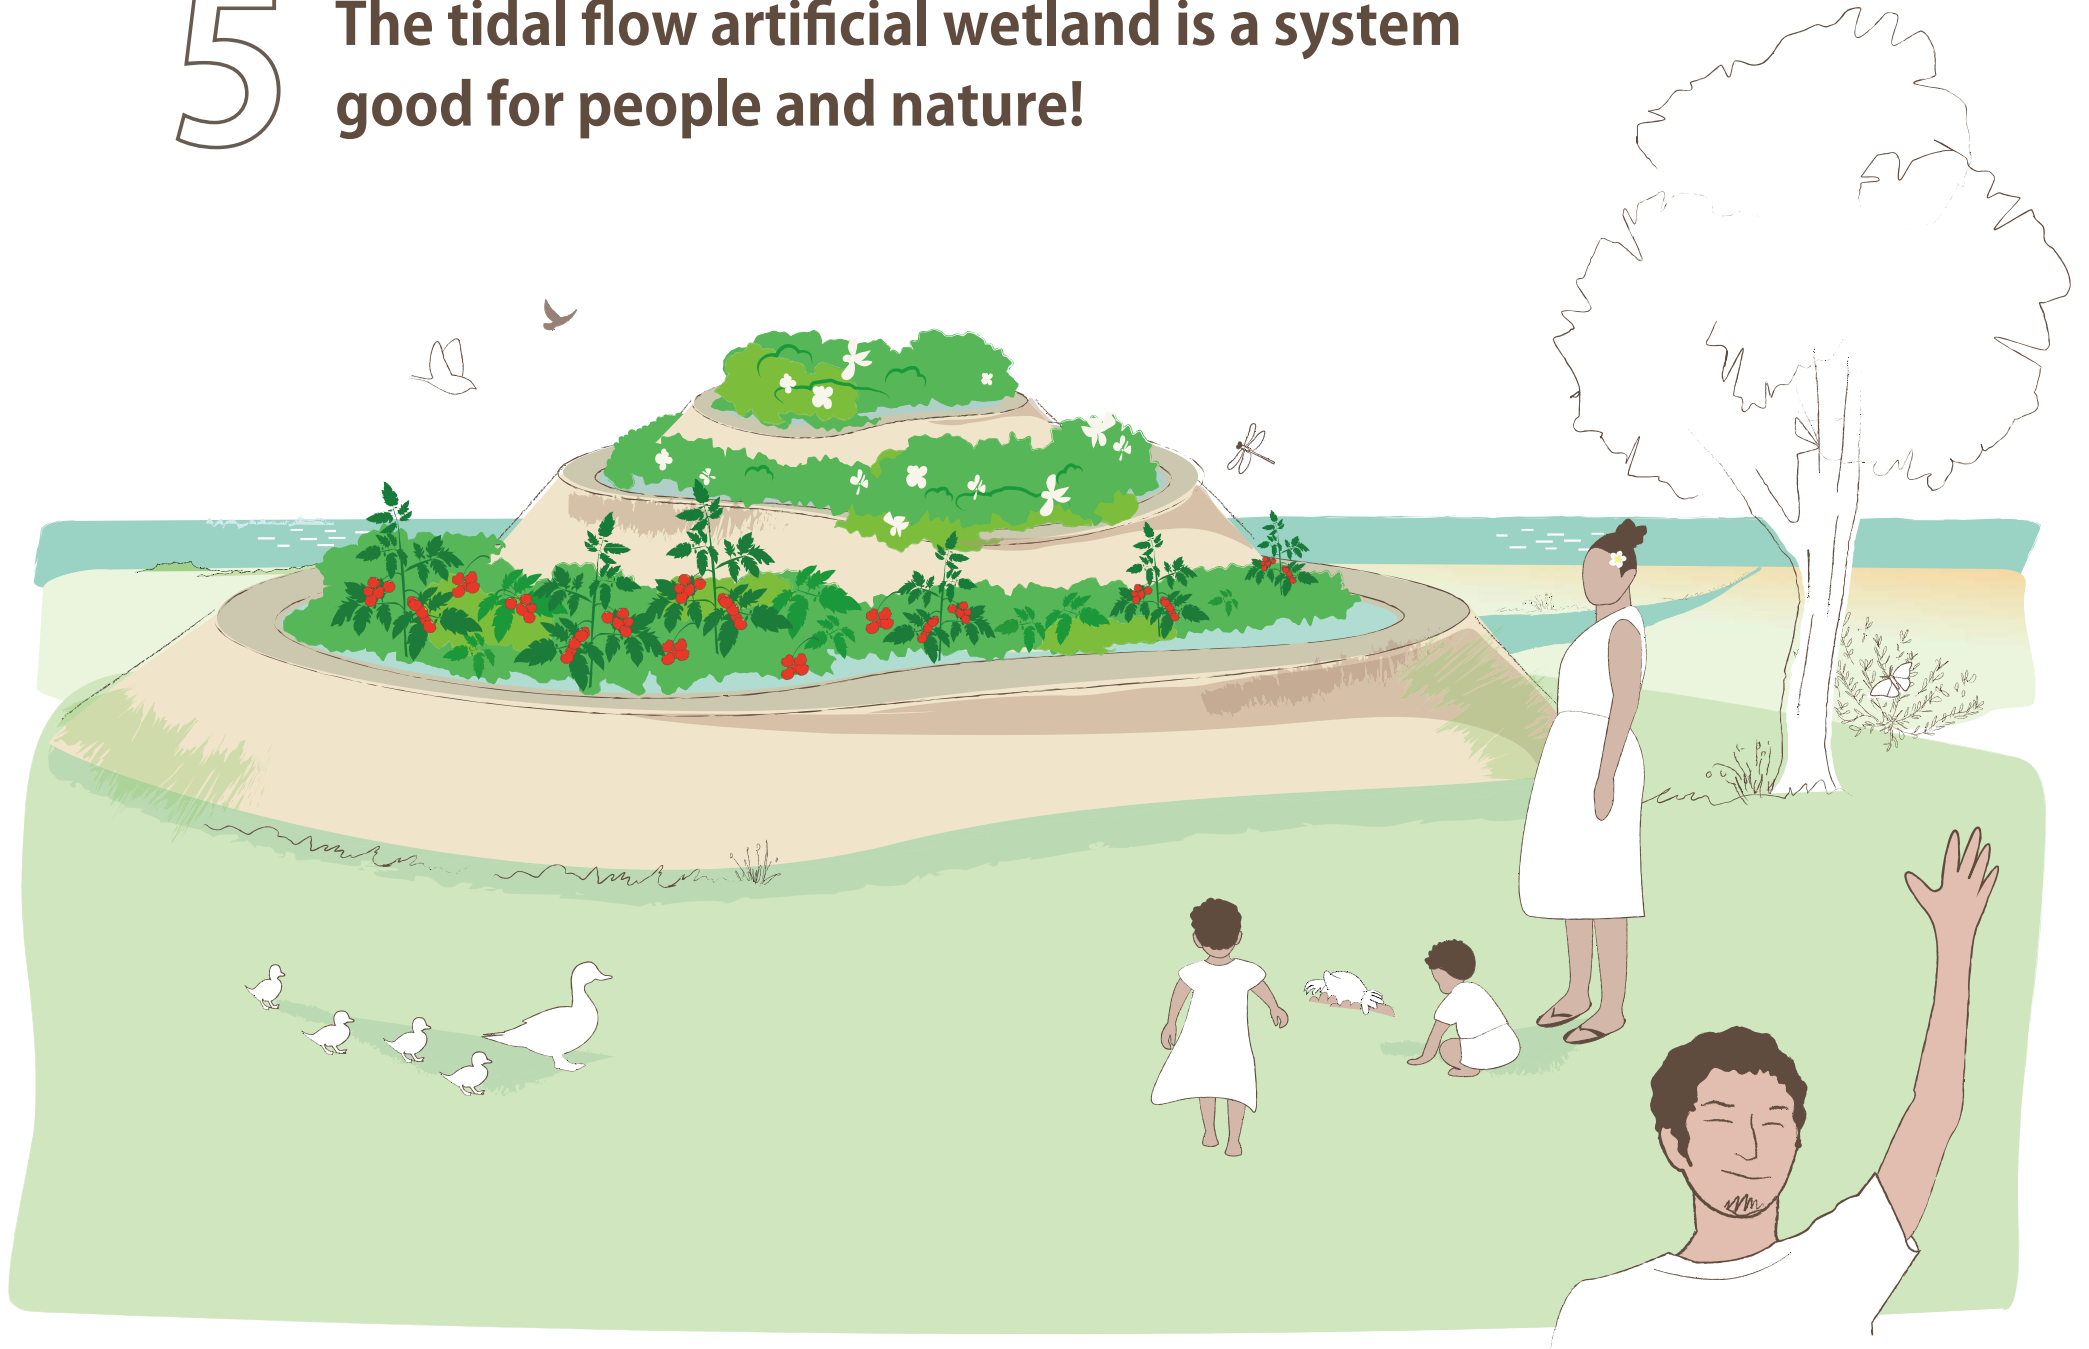 5
The tidal flow artificial wetland is a system
good for people and nature!